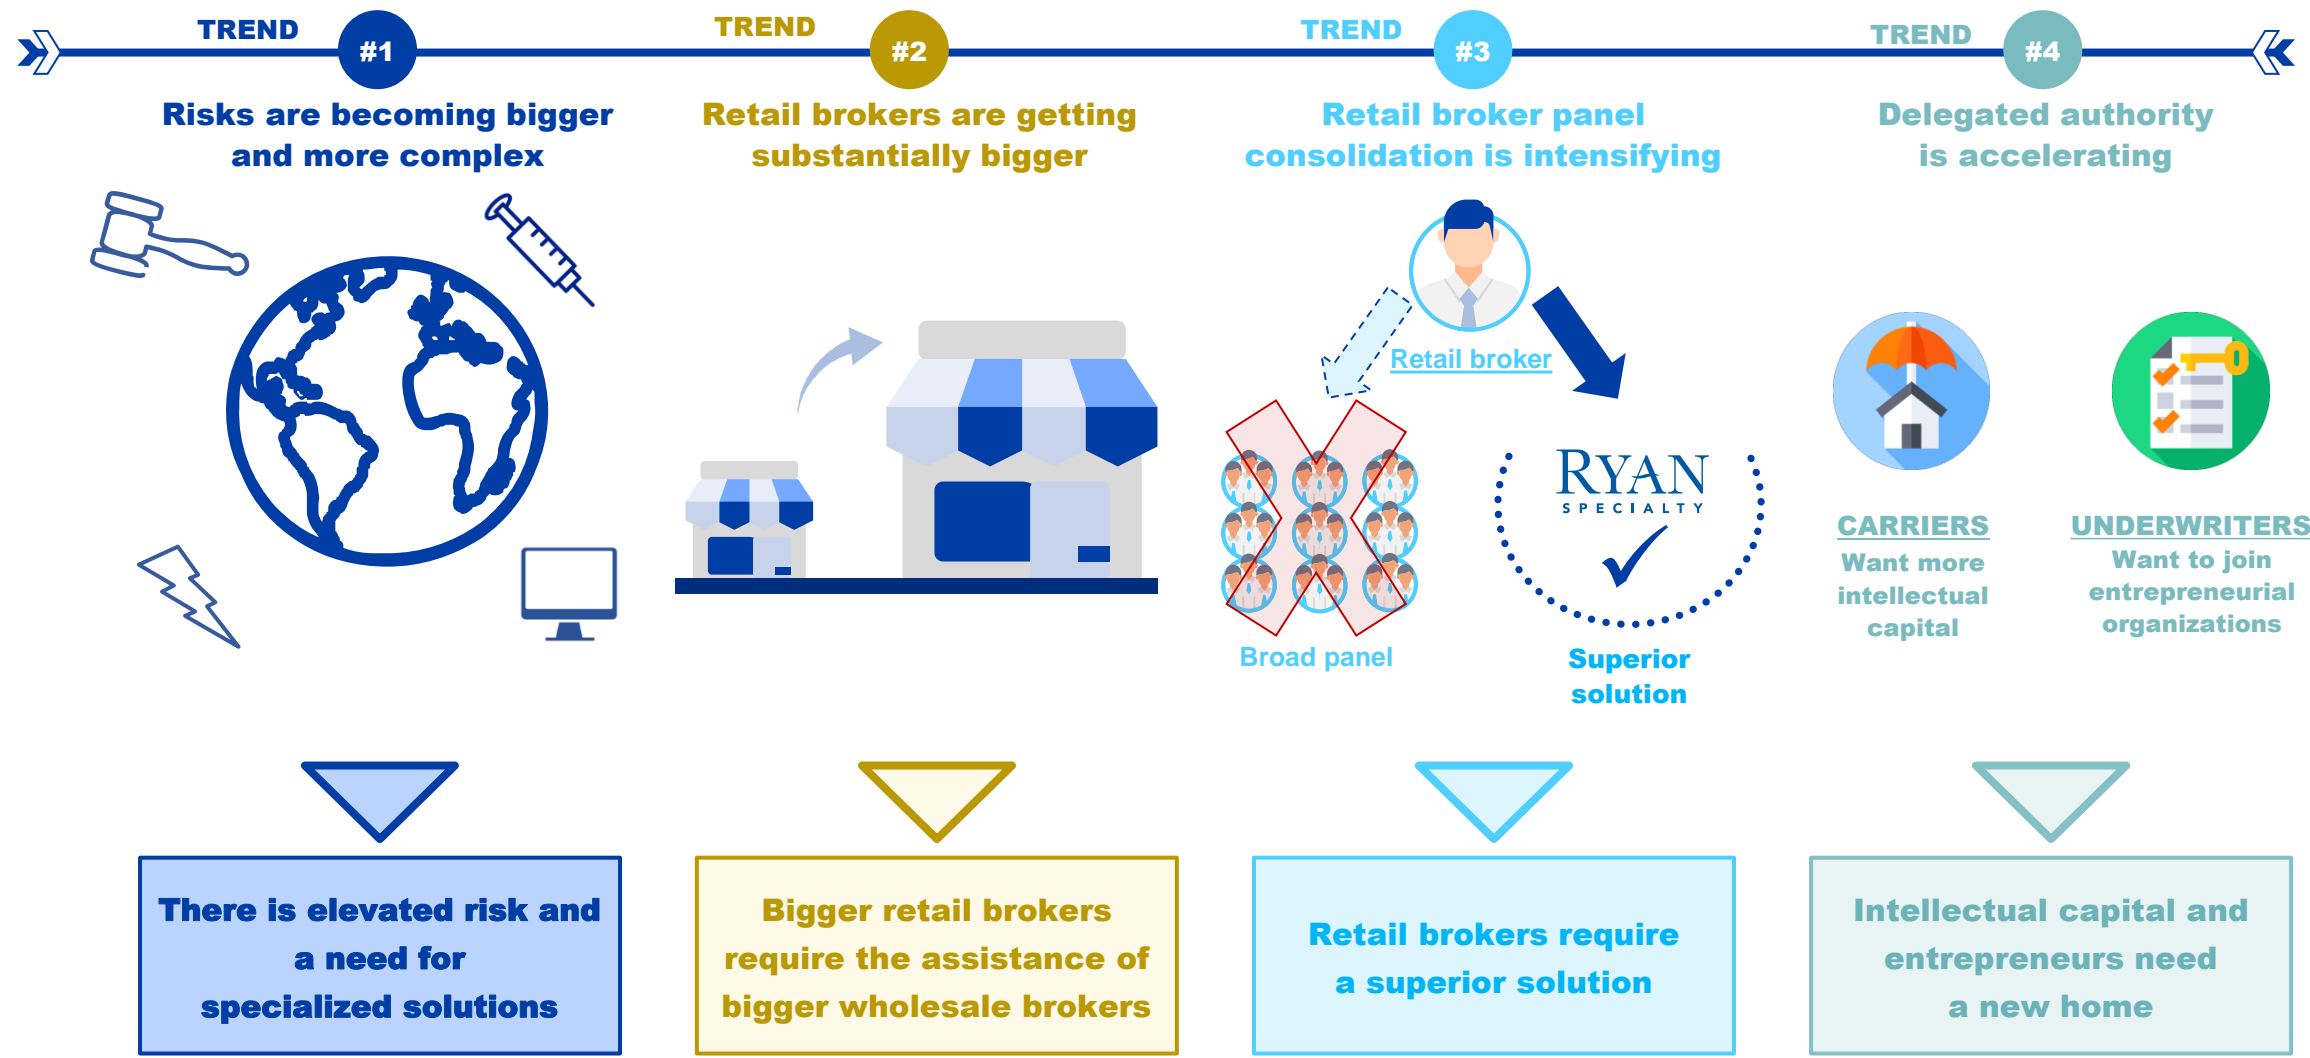 TREND
#1
Risks are becoming bigger
and more complex
There is elevated risk and
a need for
specialized solutions
TREND
#2
Retail brokers are getting
substantially bigger
Bigger retail brokers
require the assistance of
bigger wholesale brokers
TREND
#3
Retail broker panel
consolidation is intensifying
Retail broker
Broad panel
RYAN
SPECIALTY
Superior
solution
Retail brokers require
a superior solution
TREND
#4
Delegated authority
is accelerating
CARRIERS
Want more
intellectual
capital
UNDERWRITERS
Want to join
entrepreneurial
organizations
Intellectual capital and
entrepreneurs need
a new home